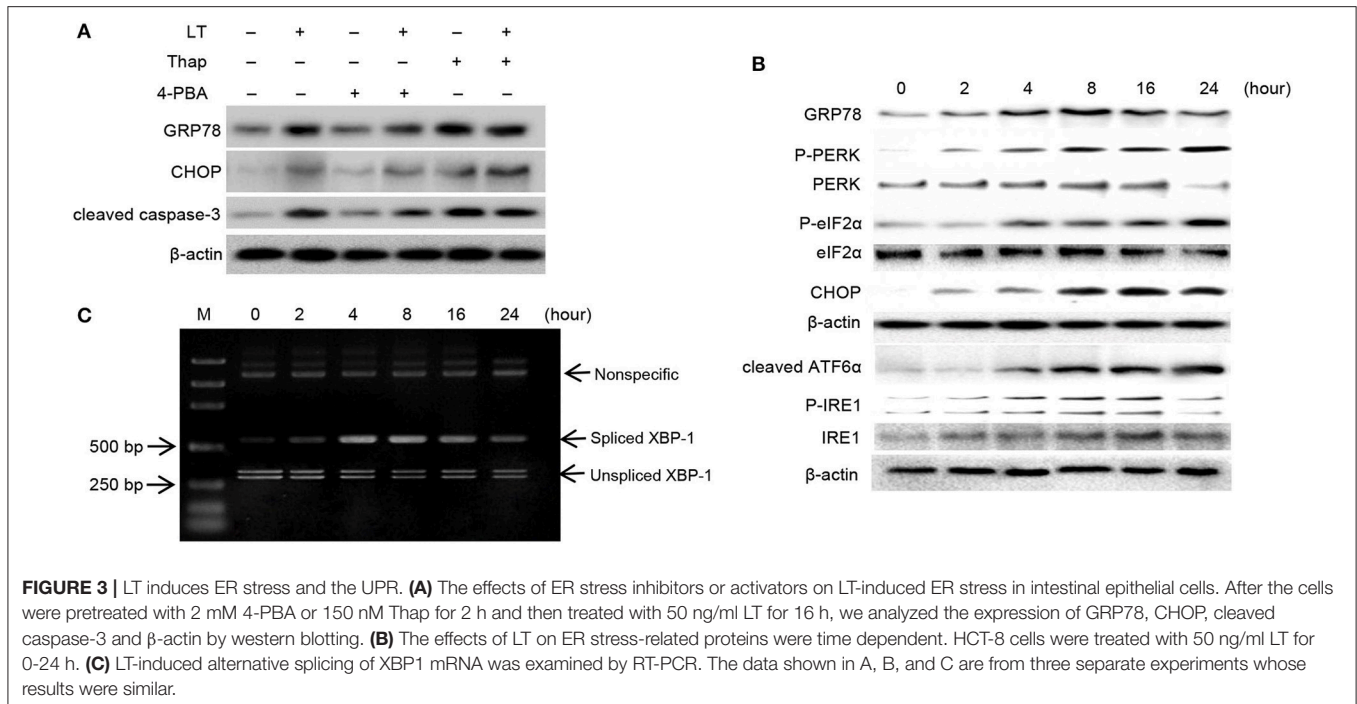 A
LT – + – + – +
Thap – – – – + +
4-PBA – – + + – –
GRP78
CHOP
cleaved caspase-3
β-actin
B
0 2 4 8 16 24 (hour)
GRP78
P-PERK
PERK
P-eIF2α
eIF2α
CHOP
β-actin
cleaved ATF6α
P-IRE1
IRE1
β-actin
C
M 0 2 4 8 16 24 (hour)
Nonspecific
500 bp
Spliced XBP-1
250 bp
Unspliced XBP-1
FIGURE 3 | LT induces ER stress and the UPR. (A) The effects of ER stress inhibitors or activators on LT-induced ER stress in intestinal epithelial cells. After the cells
were pretreated with 2 mM 4-PBA or 150 nM Thap for 2 h and then treated with 50 ng/ml LT for 16 h, we analyzed the expression of GRP78, CHOP, cleaved
caspase-3 and β-actin by western blotting. (B) The effects of LT on ER stress-related proteins were time dependent. HCT-8 cells were treated with 50 ng/ml LT for
0-24 h. (C) LT-induced alternative splicing of XBP1 mRNA was examined by RT-PCR. The data shown in A, B, and C are from three separate experiments whose
results were similar.